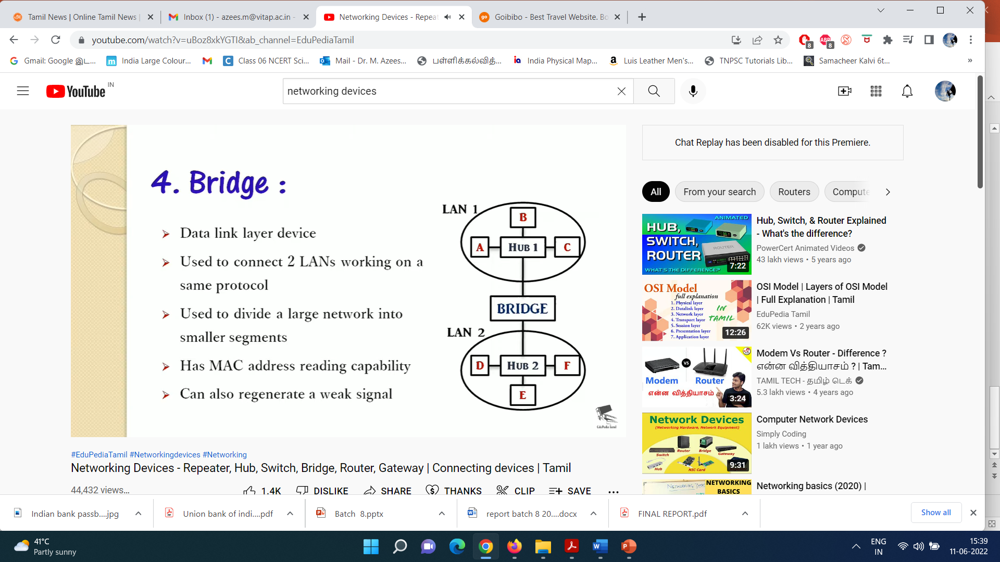 Tamil News | Online Tamil News |
Inbox (1) - azees.m@vitap.ac.in -
Networking Devices - Repeat
Goibibo - Best Travel Website. Bo
youtube.com/watch?v=uBoz8xkYGTI&ab_channel=EduPediaTamil
8
ABP
8
Gmail: Google இட...
India Large Colour...
Class 06 NCERT Sci...
Mail - Dr. M. Azees...
பள்ளிக்கல்வித்...
India Physical Map...
Luis Leather Men's...
TNPSC Tutorials Lib...
Samacheer Kalvi 6t...
»
YouTube IN
networking devices
4. Bridge :
Data link layer device
Used to connect 2 LANs working on a
same protocol
Used to divide a large network into
smaller segments
Has MAC address reading capability
Can also regenerate a weak signal
LAN 1
B
A
HUB 1
C
BRIDGE
LAN 2
D
HUB 2
F
E
EduPedia Tamil
#EduPediaTamil #Networkingdevices #Networking
Networking Devices - Repeater, Hub, Switch, Bridge, Router, Gateway | Connecting devices | Tamil
44,432 views...
1.4K
DISLIKE
SHARE
THANKS
CLIP
SAVE
...
Chat Replay has been disabled for this Premiere.
All
From your search
Routers
Compute
ANIMATED
HUB,
SWITCH,
ROUTER
ROUTER
WHAT'S THE DIFFERENCE?
7:22
Hub, Switch, & Router Explained
- What's the difference?
PowerCert Animated Videos
43 lakh views • 5 years ago
OSI Model
full explanation
1. Physical layer
2. Datalink layer
3. Network layer
4. Transport layer
5. Session layer
6. Presentation layer
7. Application layer
IN
TAMIL
12:26
OSI Model | Layers of OSI Model
| Full Explanation | Tamil
EduPedia Tamil
62K views • 2 years ago
VS
Modem
Router
என்ன வித்தியாசம்
3:24
Modem Vs Router - Difference ?
என்ன வித்தியாசம் ? | Tam...
TAMIL TECH - தமிழ் டெக்
5.3 lakh views • 4 years ago
Network Devices
(Networking Hardware, Network Equipment)
Router
Bridge
Switch
Gateway
Hub
NIC Card
9:31
Computer Network Devices
Simply Coding
1 lakh views • 1 year ago
NETWORKING
BASICS
Networking basics (2020) |
Indian bank passb....jpg
Union bank of indi....pdf
Batch 8.pptx
report batch 8 20....docx
FINAL REPORT.pdf
Show all
41°C
Partly sunny
ENG
IN
15:39
11-06-2022